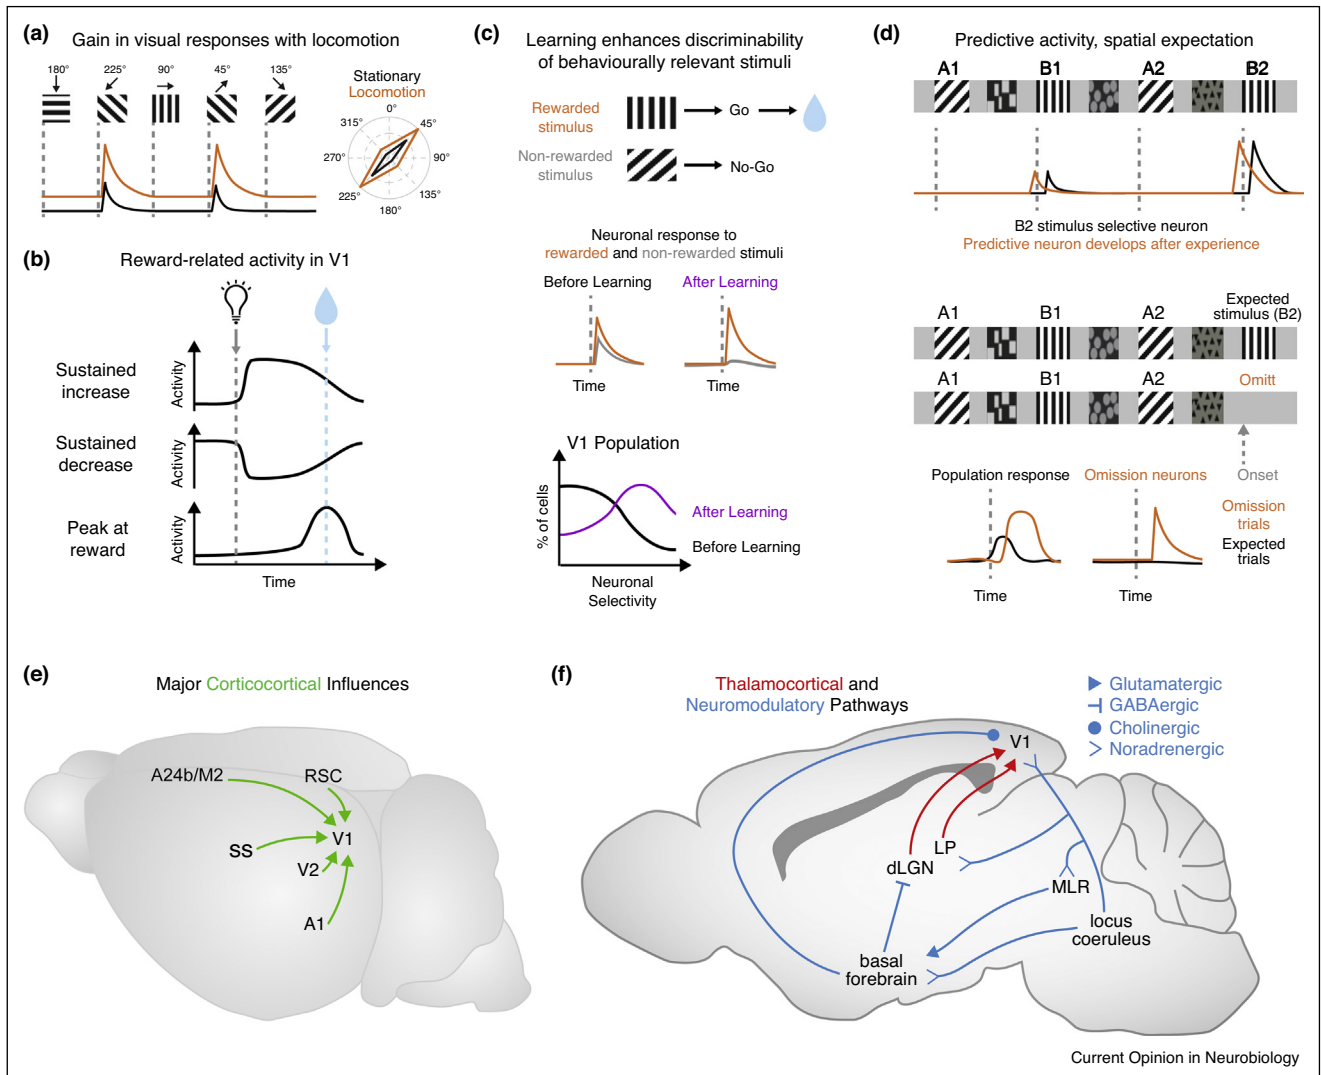 (a)
Gain in visual responses with locomotion
180°
225°
90°
45°
135°
Stationary
Locomotion
0°
45°
90°
135°
180°
225°
270°
315°
(b)
Reward-related activity in V1
Sustained
increase
Activity
Sustained
decrease
Activity
Peak at
reward
Activity
Time
(c)
Learning enhances discriminability
of behaviourally relevant stimuli
Rewarded
stimulus
Go
Non-rewarded
stimulus
No-Go
Neuronal response to
rewarded and non-rewarded stimuli
Before Learning
After Learning
Time
Time
V1 Population
% of cells
After Learning
Before Learning
Neuronal
Selectivity
(d)
Predictive activity, spatial expectation
A1
B1
A2
B2
B2 stimulus selective neuron
Predictive neuron develops after experience
A1
B1
A2
Expected
stimulus (B2)
A1
B1
A2
Omitt
Onset
Population response
Omission neurons
Omission
trials
Expected
trials
Time
Time
(e)
Major Corticocortical Influences
A24b/M2
RSC
V1
SS
V2
A1
(f)
Thalamocortical and
Neuromodulatory Pathways
Glutamatergic
GABAergic
Cholinergic
Noradrenergic
V1
LP
dLGN
MLR
locus
coeruleus
basal
forebrain
Current Opinion in Neurobiology